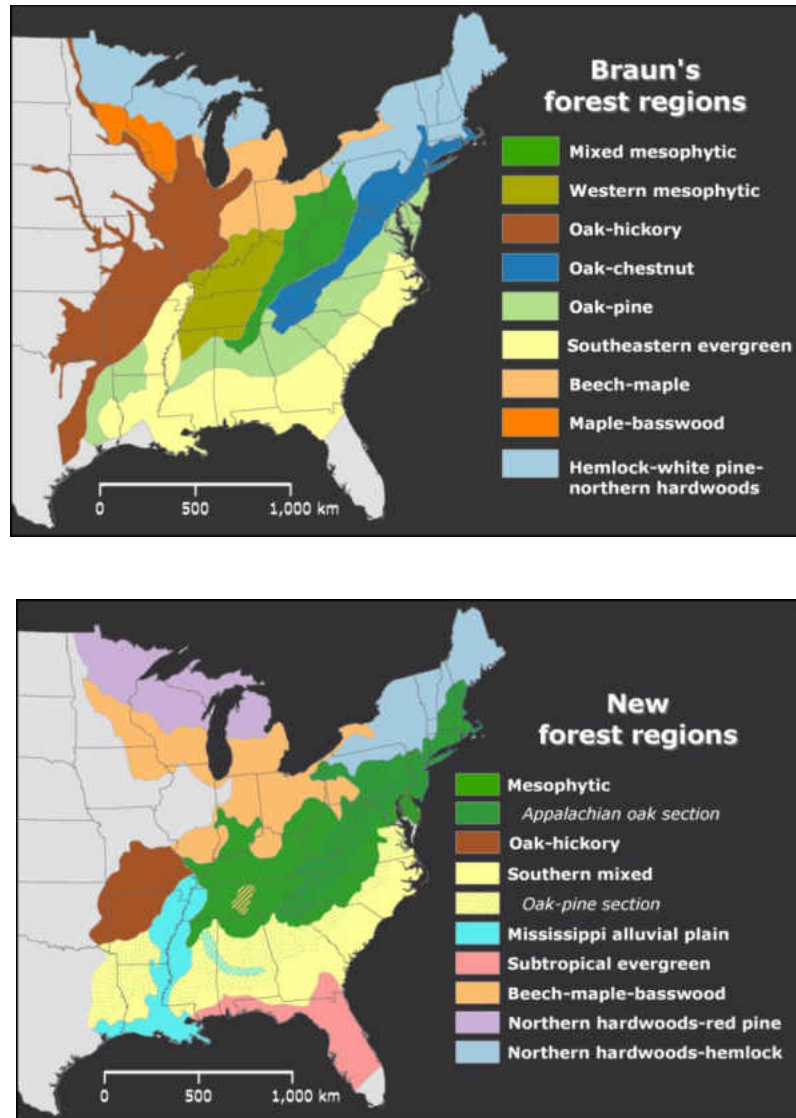 Braun's
forest regions
Mixed mesophytic
Western mesophytic
Oak-hickory
Oak-chestnut
Oak-pine
Southeastern evergreen
Beech-maple
Maple-basswood
Hemlock-white pine-
northern hardwoods
0 500 1,000 km
New
forest regions
Mesophytic
Appalachian oak section
Oak-hickory
Southern mixed
Oak-pine section
Mississippi alluvial plain
Subtropical evergreen
Beech-maple-basswood
Northern hardwoods-red pine
Northern hardwoods-hemlock
0 500 1,000 km